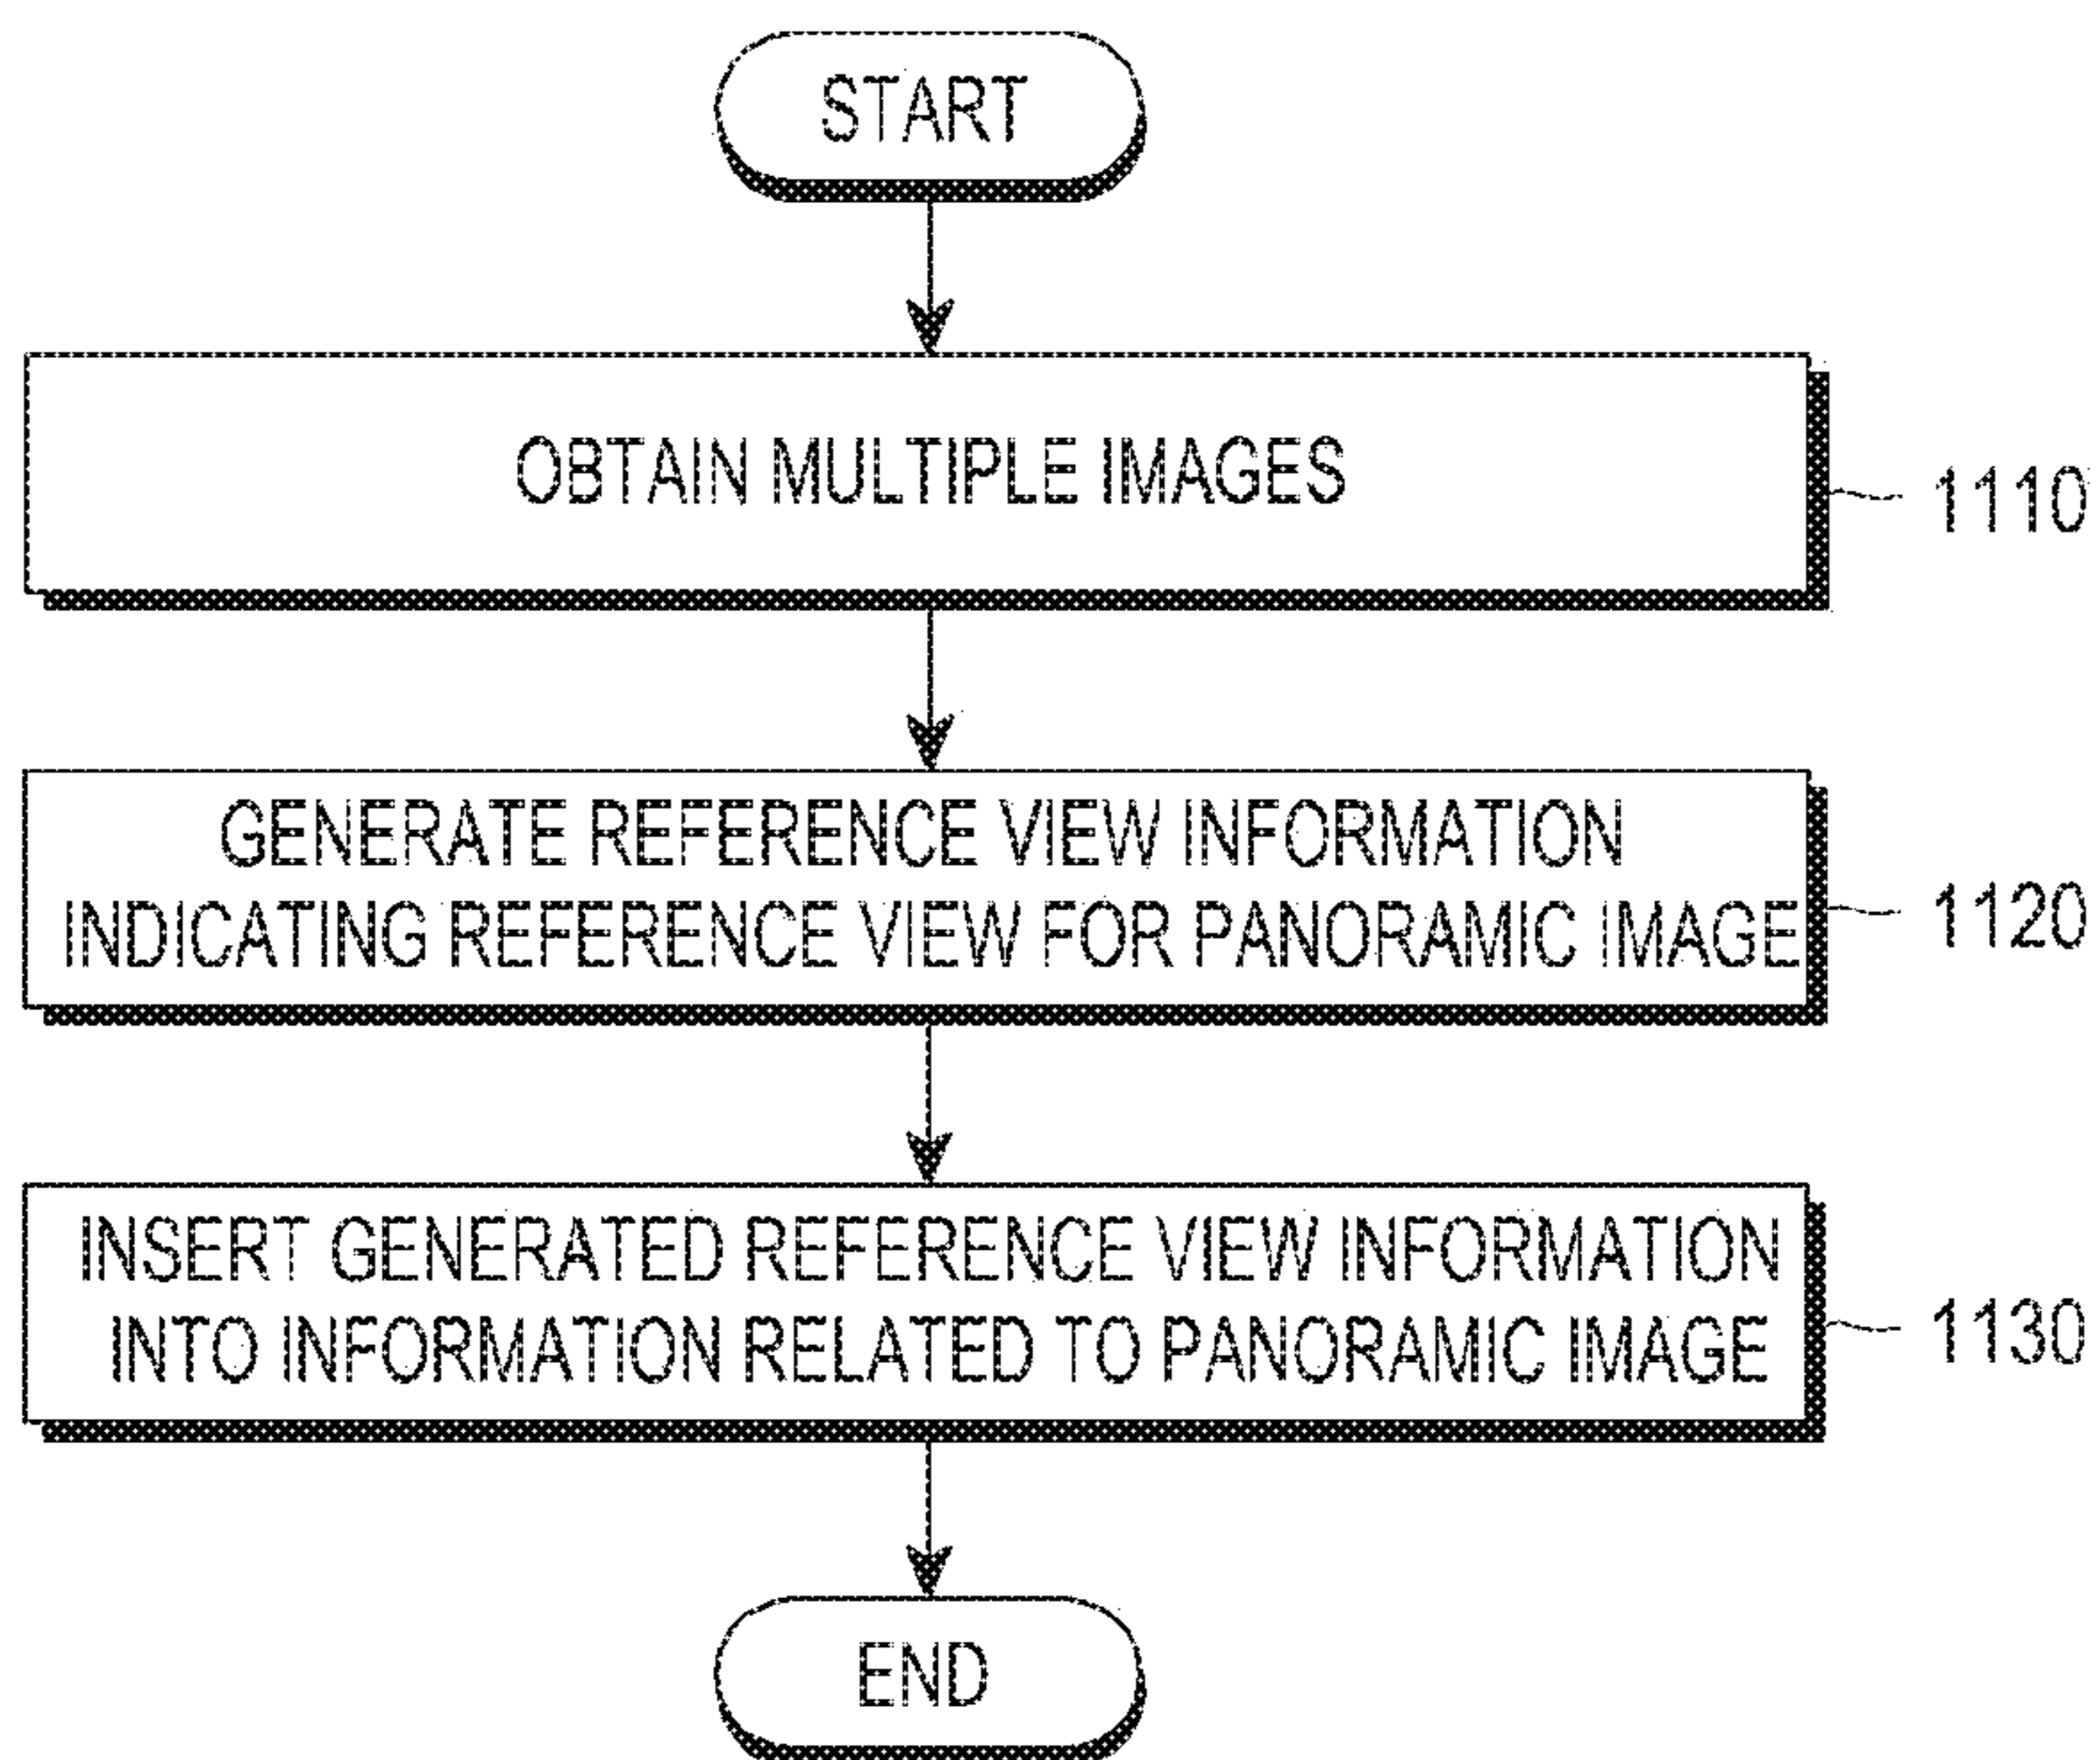 START
OBTAIN MULTIPLE IMAGES
1110
GENERATE REFERENCE VIEW INFORMATION
INDICATING REFERENCE VIEW FOR PANORAMIC IMAGE
1120
INSERT GENERATED REFERENCE VIEW INFORMATION
INTO INFORMATION RELATED TO PANORAMIC IMAGE
1130
END